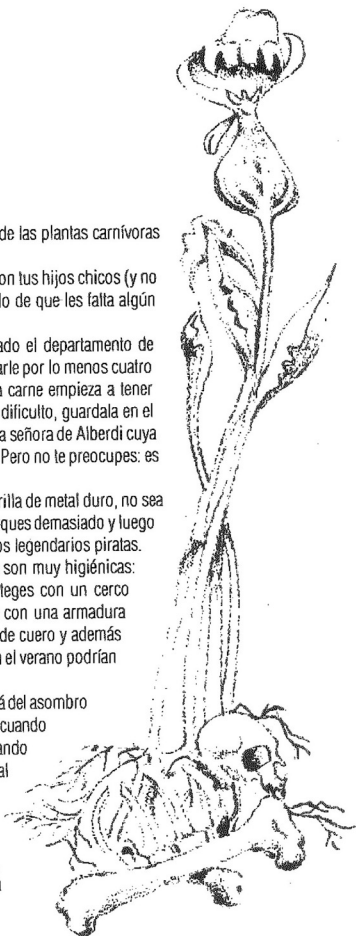 de las plantas carnívoras
on tus hijos chicos (y no
lo de que les falta algún
ado el departamento de
arle por lo menos cuatro
a carne empieza a tener
dificulto, guardala en el
a señora de Alberdi cuya
Pero no te preocupes: es
rilla de metal duro, no sea
ques demasiado y luego
os legendarios piratas.
son muy higiénicas:
teges con un cerco
con una armadura
de cuero y además
n el verano podrían
á del asombro
cuando
ando
al